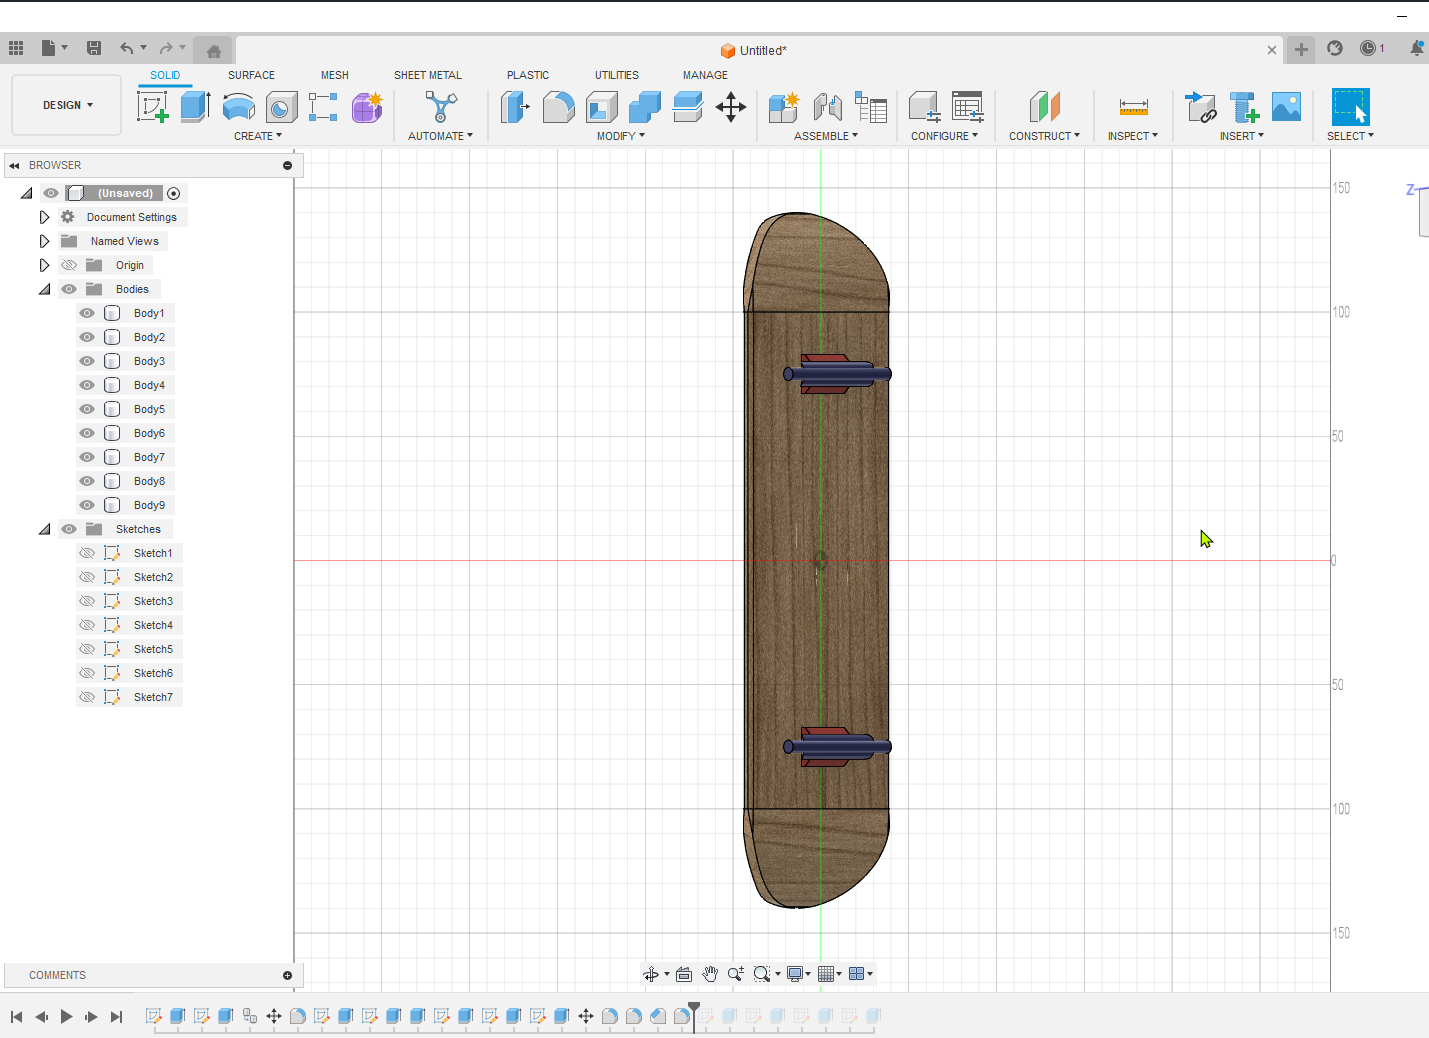 Untitled*
1
SOLID SURFACE MESH SHEET METAL PLASTIC UTILITIES MANAGE
DESIGN
CREATE AUTOMATE MODIFY ASSEMBLE CONFIGURE CONSTRUCT INSPECT INSERT SELECT
BROWSER
(Unsaved)
Document Settings
Named Views
Origin
Bodies
Body1
Body2
Body3
Body4
Body5
Body6
Body7
Body8
Body9
Sketches
Sketch1
Sketch2
Sketch3
Sketch4
Sketch5
Sketch6
Sketch7
150
Z
100
50
0
50
100
150
COMMENTS